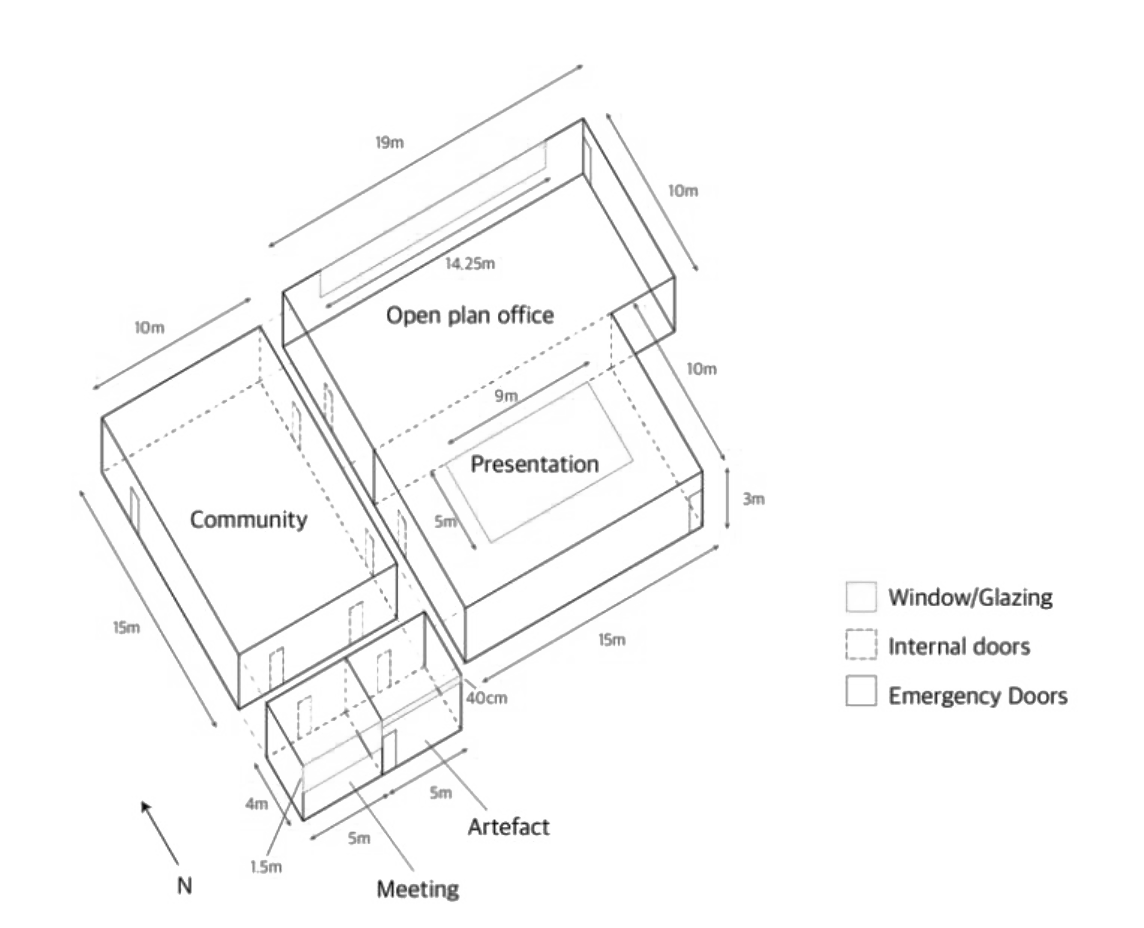 19m
10m
14.25m
Open plan office
10m
10m
9m
Presentation
5m
3m
Community
15m
15m
40cm
4m
5m
5m
1.5m
Artefact
Meeting
N
Window/Glazing
Internal doors
Emergency Doors